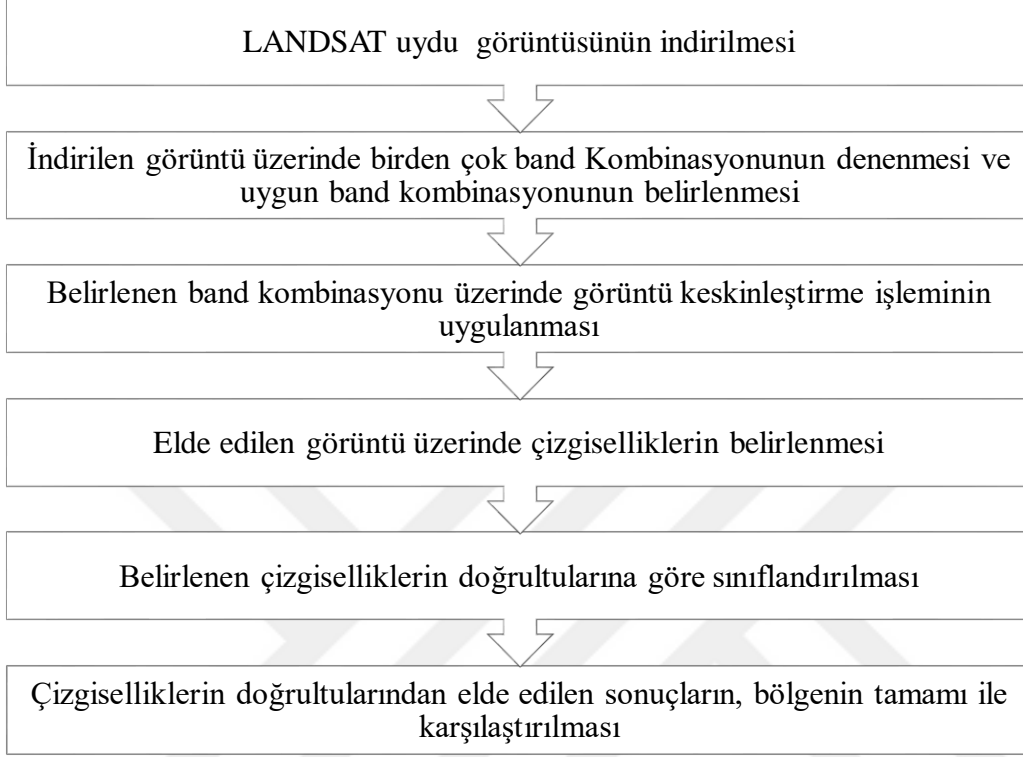 LANDSAT uydu görüntüsünün indirilmesi
İndirilen görüntü üzerinde birden çok band Kombinasyonunun denenmesi ve
uygun band kombinasyonunun belirlenmesi
Belirlenen band kombinasyonu üzerinde görüntü keskinleştirme işleminin
uygulanması
Elde edilen görüntü üzerinde çizgiselliklerin belirlenmesi
Belirlenen çizgiselliklerin doğrultularına göre sınıflandırılması
Çizgiselliklerin doğrultularından elde edilen sonuçların, bölgenin tamamı ile
karşılaştırılması